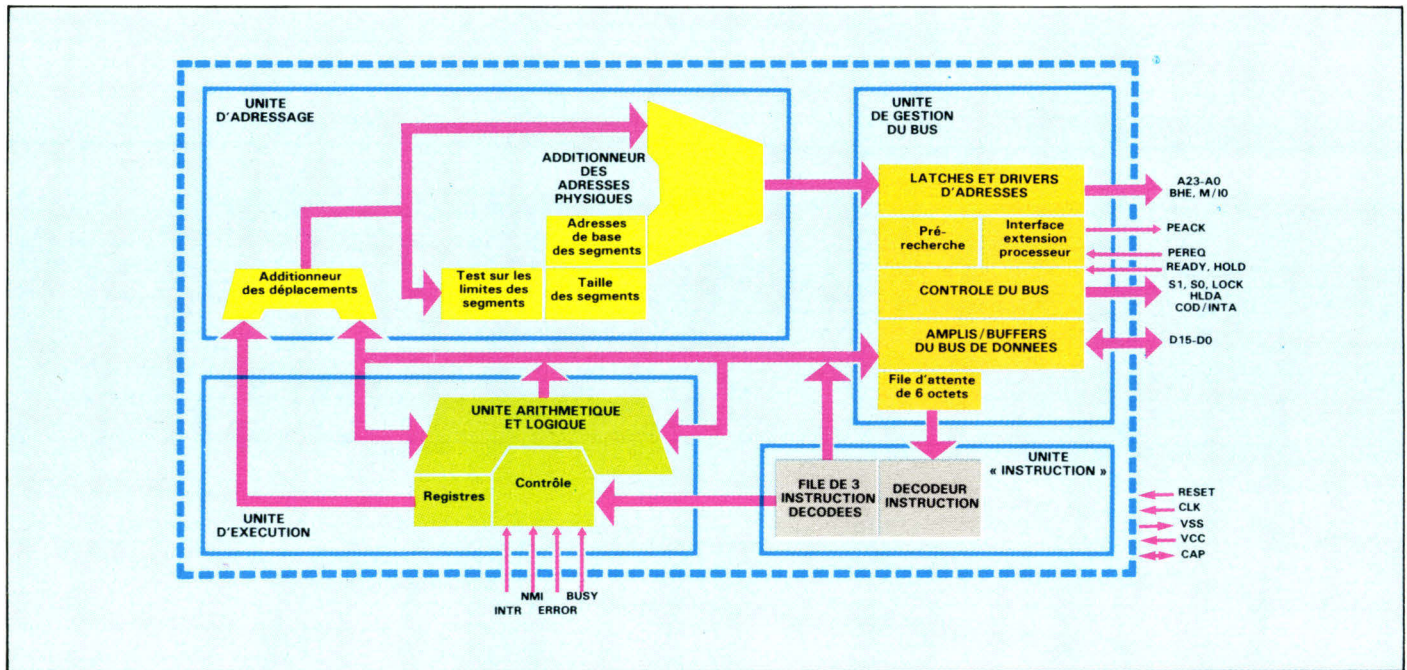 UNITE
D'ADRESSAGE
ADDITIONNEUR
DES
ADRESSES
PHYSIQUES
Adresses
de base
des segments
Additionneur
des déplacements
Test sur les
limites des
segments
Taille
des segments
UNITE
DE GESTION
DU BUS
LATCHES ET DRIVERS
D'ADRESSES
Pré-
recherche
Interface
extension
processeur
CONTROLE DU BUS
AMPLIS/BUFFERS
DU BUS DE DONNEES
File d'attente
de 6 octets
A23-A0
BHE, M/I0
PEACK
PEREQ
READY, HOLD
S1, S0, LOCK
HLDA
COD/INTA
D15-D0
UNITE ARITHMETIQUE
ET LOGIQUE
Registres
Contrôle
UNITE
D'EXECUTION
UNITE
« INSTRUCTION »
FILE DE 3
INSTRUCTION
DECODEES
DECODEUR
INSTRUCTION
RESET
CLK
VSS
VCC
CAP
INTR
NMI
ERROR
BUSY